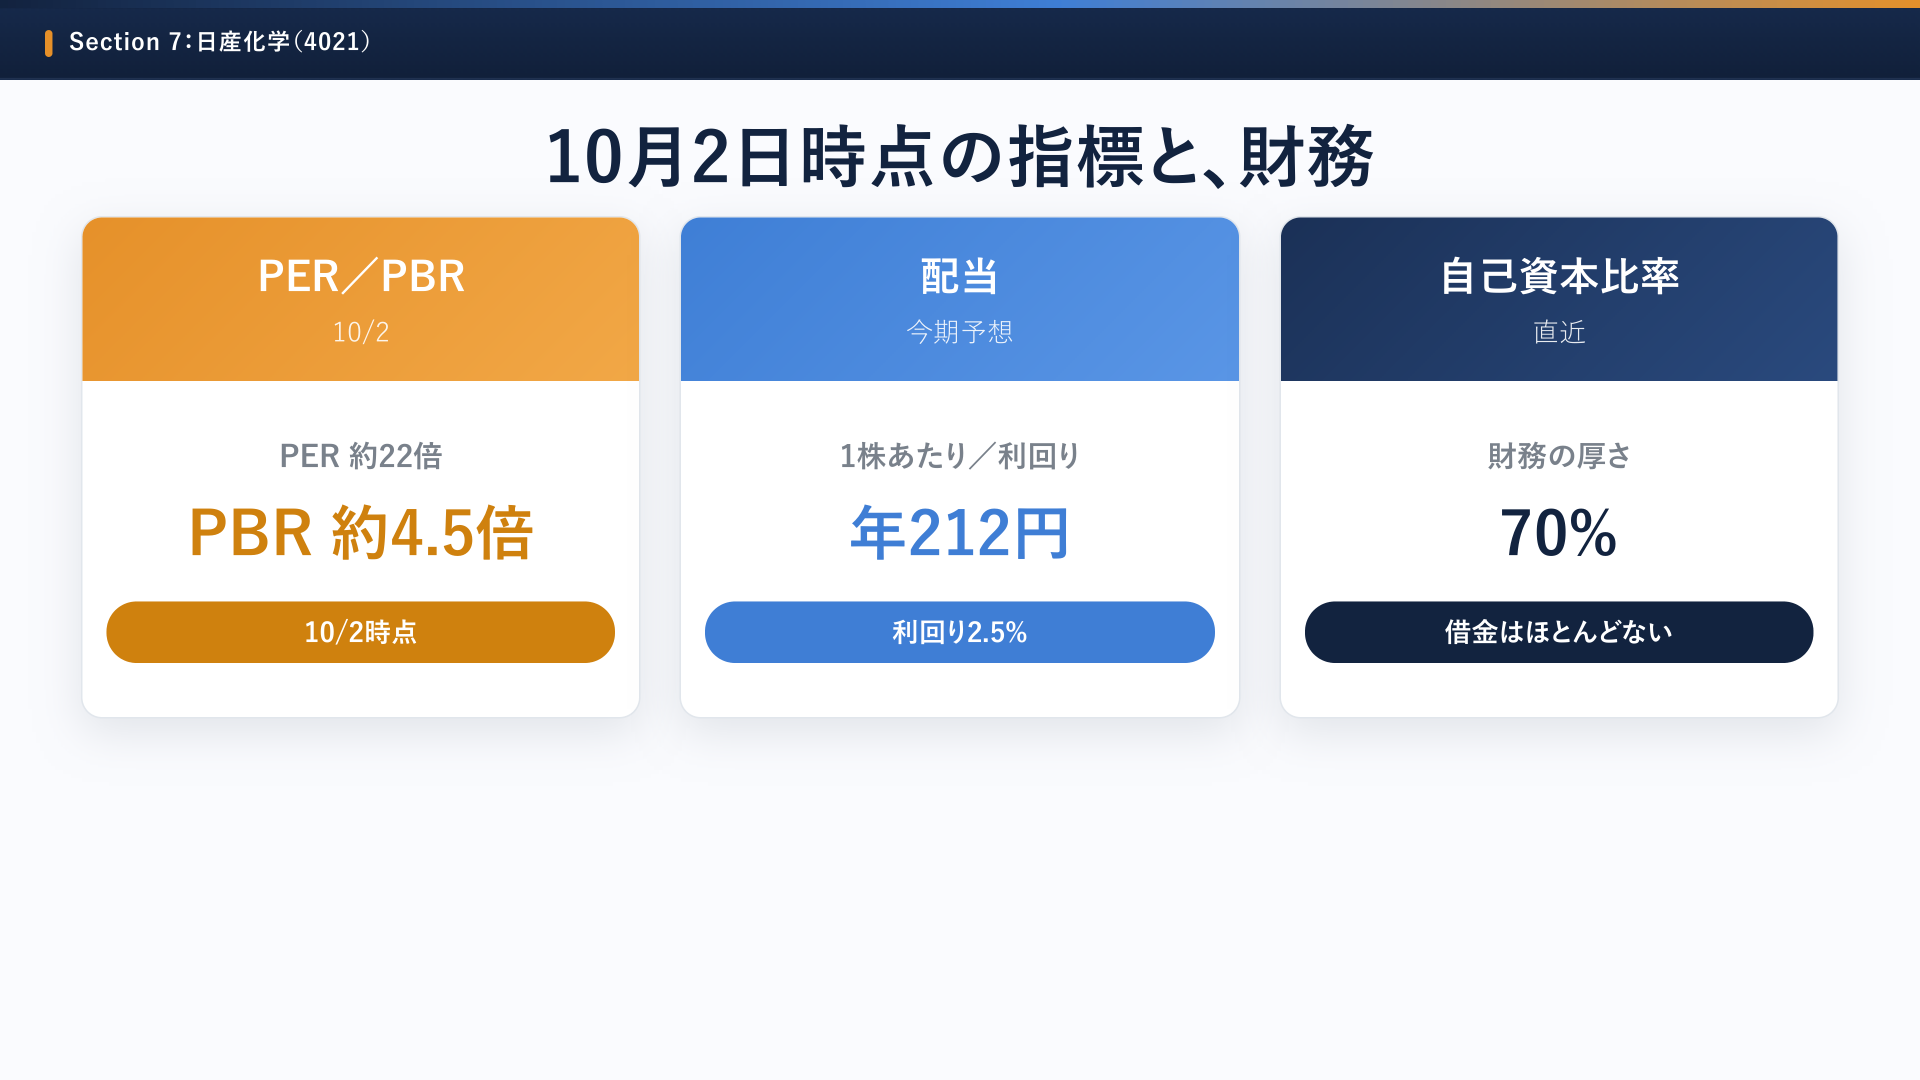 Section 7：日産化学（4021）
10月2日時点の指標と、財務
PER／PBR
10/2
PER 約22倍
PBR 約4.5倍
10/2時点
配当
今期予想
1株あたり／利回り
年212円
利回り2.5%
自己資本比率
直近
財務の厚さ
70%
借金はほとんどない